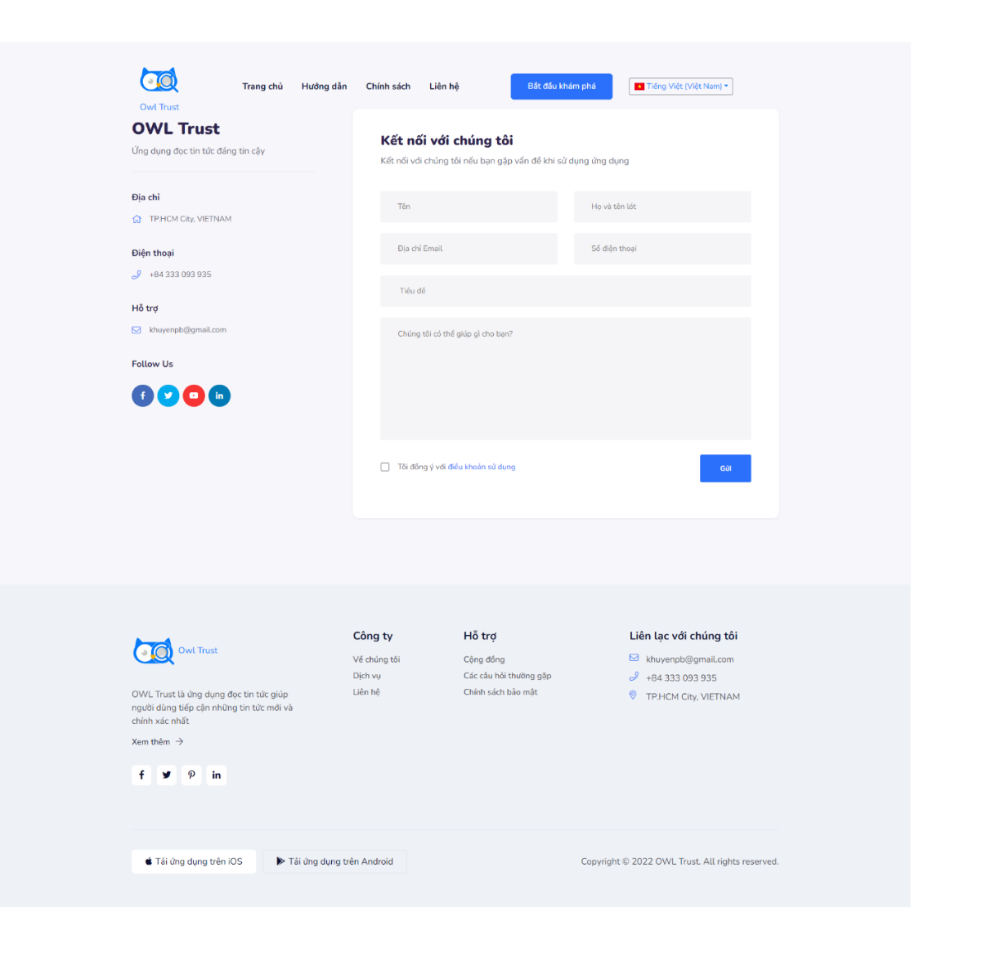 Owl Trust
Trang chủ
Hướng dẫn
Chính sách
Liên hệ
Bắt đầu khám phá
Tiếng Việt (Việt Nam)
OWL Trust
Ứng dụng đọc tin tức đáng tin cậy
Địa chỉ
TP.HCM City, VIETNAM
Điện thoại
+84 333 093 935
Hỗ trợ
khuyenpb@gmail.com
Follow Us
Kết nối với chúng tôi
Kết nối với chúng tôi nếu bạn gặp vấn đề khi sử dụng ứng dụng
Tên
Họ và tên lót
Địa chỉ Email
Số điện thoại
Tiêu đề
Chúng tôi có thể giúp gì cho bạn?
Tôi đồng ý với điều khoản sử dụng
Gửi
Owl Trust
OWL Trust là ứng dụng đọc tin tức giúp
người dùng tiếp cận những tin tức mới và
chính xác nhất
Xem thêm
Công ty
Về chúng tôi
Dịch vụ
Liên hệ
Hỗ trợ
Cộng đồng
Các câu hỏi thường gặp
Chính sách bảo mật
Liên lạc với chúng tôi
khuyenpb@gmail.com
+84 333 093 935
TP.HCM City, VIETNAM
Tải ứng dụng trên iOS
Tải ứng dụng trên Android
Copyright © 2022 OWL Trust. All rights reserved.